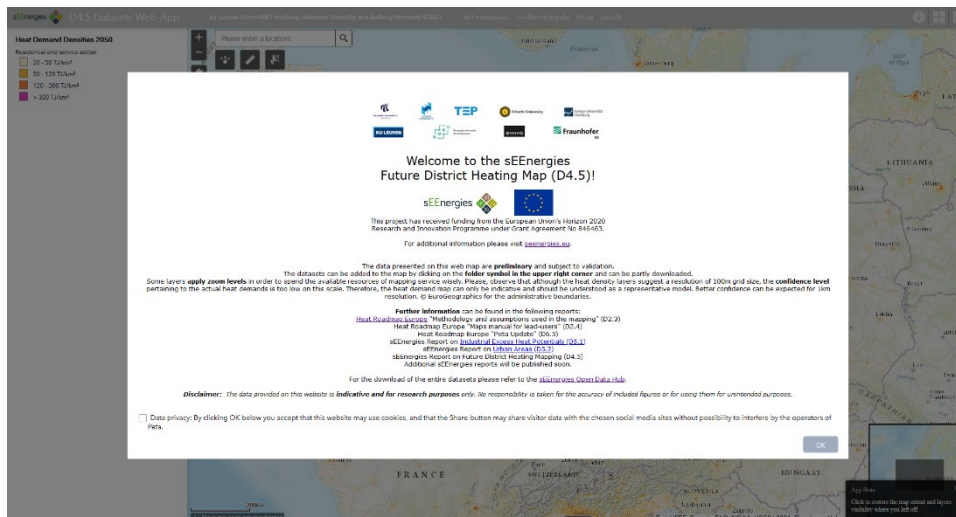 sEEnergies D4.5 Datasets Web App
Heat Demand Densities 2050
Residential and service sector
20 - 50 TJ/km²
50 - 120 TJ/km²
120 - 300 TJ/km²
> 300 TJ/km²
Please enter a location!
TEP
Utrecht University
Europa-Universität Flensburg
KU LEUVEN
SYNYO
Fraunhofer
Welcome to the sEEnergies
Future District Heating Map (D4.5)!
sEEnergies
This project has received funding from the European Union's Horizon 2020
Research and Innovation Programme under Grant Agreement No 846463.
For additional information please visit seenergies.eu.
The data presented on this web map are preliminary and subject to validation.
The datasets can be added to the map by clicking on the folder symbol in the upper right corner and can be partly downloaded.
Some layers apply zoom levels in order to spend the available resources of mapping service wisely. Please, observe that although the heat density layers suggest a resolution of 100m grid size, the confidence level
pertaining to the actual heat demands is too low on this scale. Therefore, the heat demand map can only be indicative and should be understood as a representative model. Better confidence can be expected for 1km
resolution. © EuroGeographics for the administrative boundaries.
Further information can be found in the following reports:
Heat Roadmap Europe "Methodology and assumptions used in the mapping" (D2.3)
Heat Roadmap Europe "Maps manual for lead-users" (D2.4)
Heat Roadmap Europe "Peta Update" (D6.3)
sEEnergies Report on Industrial Excess Heat Potentials (D5.1)
sEEnergies Report on Urban Areas (D5.2)
sEEnergies Report on Future District Heating Mapping (D4.5)
Additional sEEnergies reports will be published soon.
For the download of the entire datasets please refer to the sEEnergies Open Data Hub.
Disclaimer: The data provided on this website is indicative and for research purposes only. No responsibility is taken for the accuracy of included figures or for using them for unintended purposes.
Data privacy: By clicking OK below you accept that this website may use cookies, and that the Share-button may share visitor data with the chosen social media sites without possibility to interfere by the operators of
Peta.
OK
LITHUANIA
Brest
FRANCE
SWITZERLAND
HUNGARY
Zagreb
App State
Click to restore the map extent and layers
visibility where you left off.